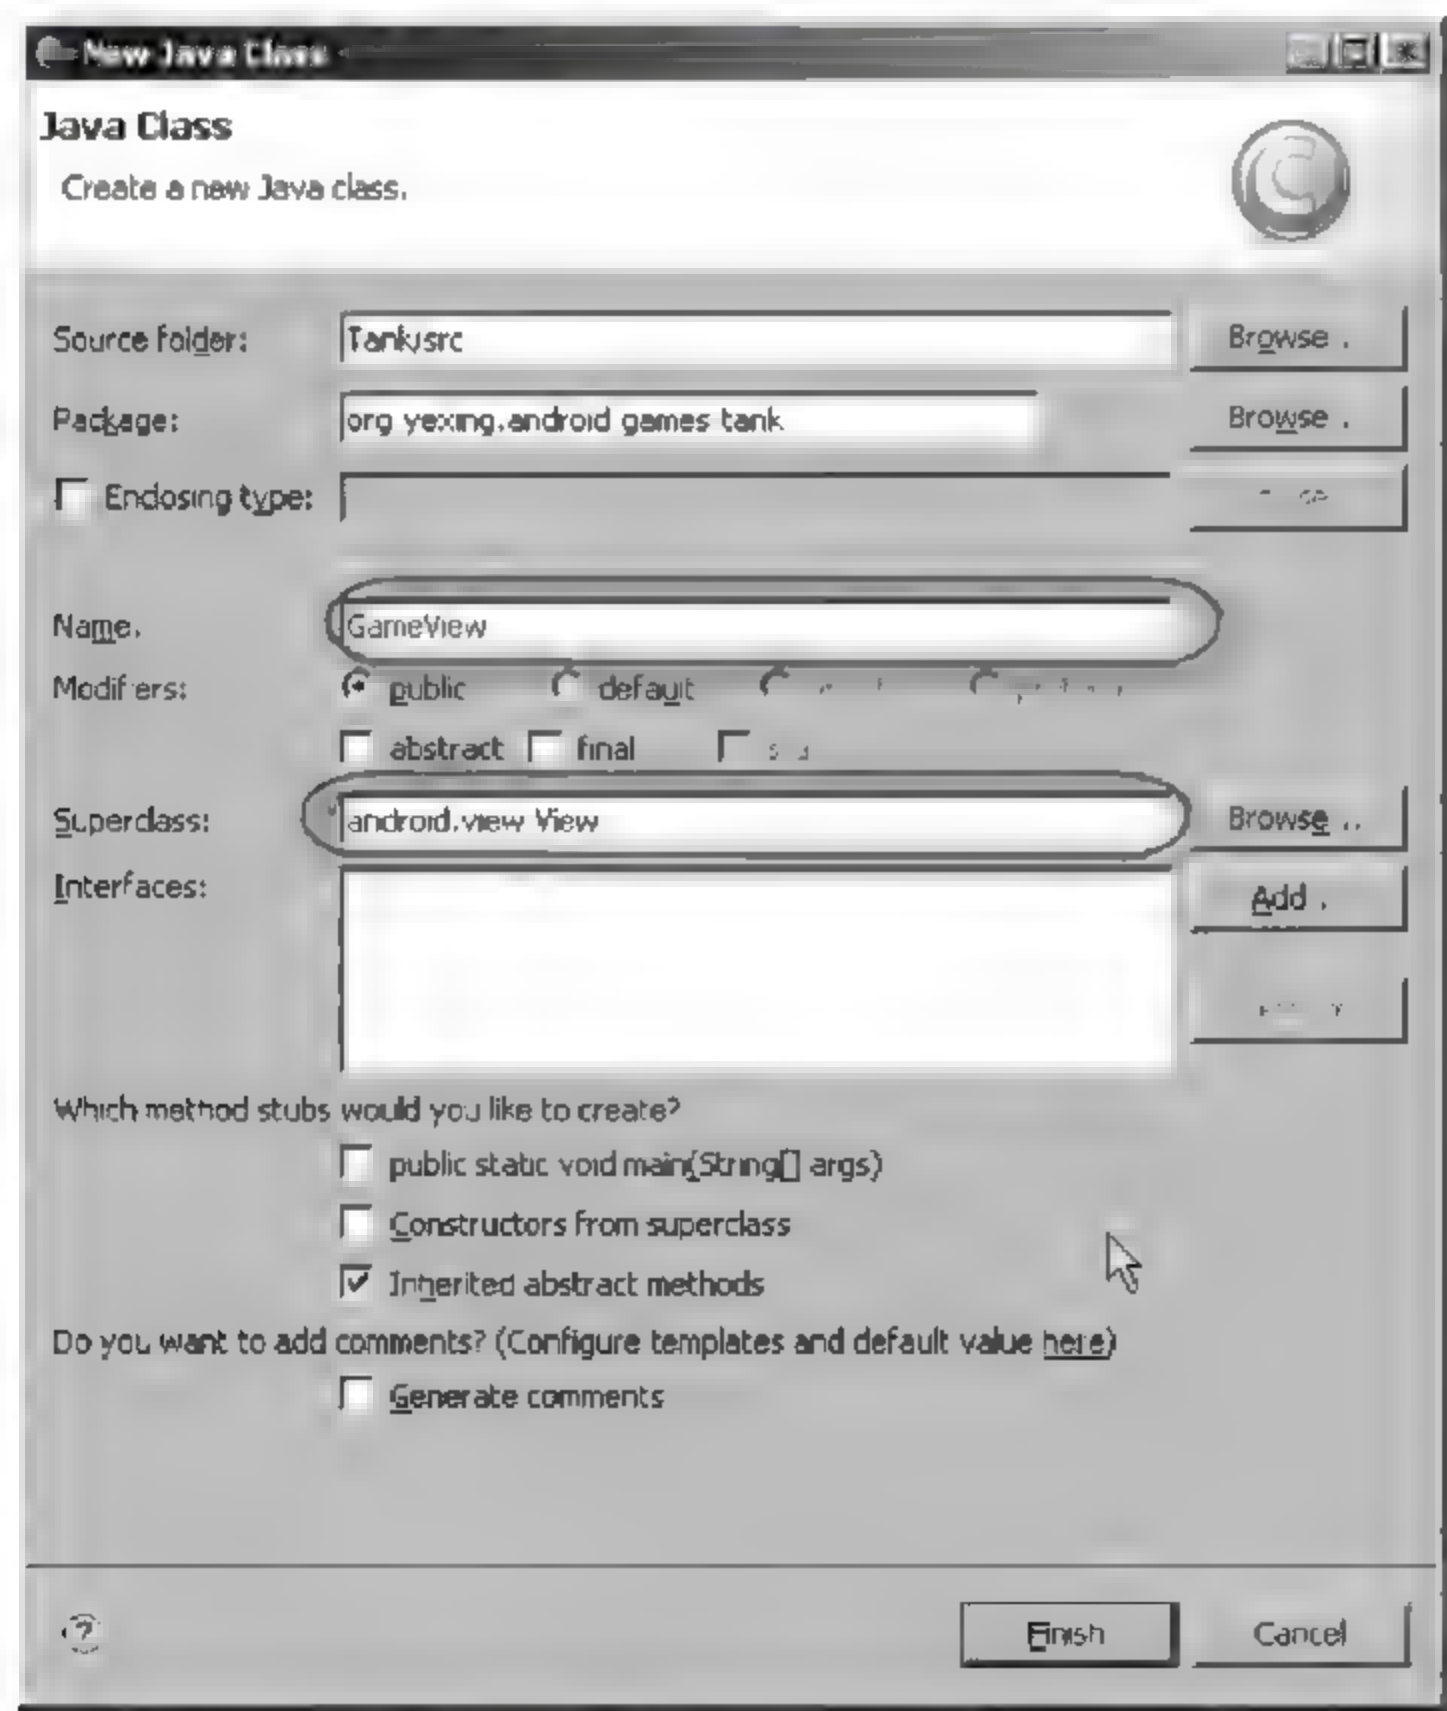 New Java Class
Java Class
Create a new Java class.
Source folder: Tank/src Browse .
Package: org yexing.android games tank Browse .
Enclosing type:
Name. GameView
Modifiers: public default
abstract final
Superclass: android.view View Browse ..
Interfaces: Add .
Which method stubs would you like to create?
public static void main(String[] args)
Constructors from superclass
Inherited abstract methods
Do you want to add comments? (Configure templates and default value here)
Generate comments
? Finish Cancel